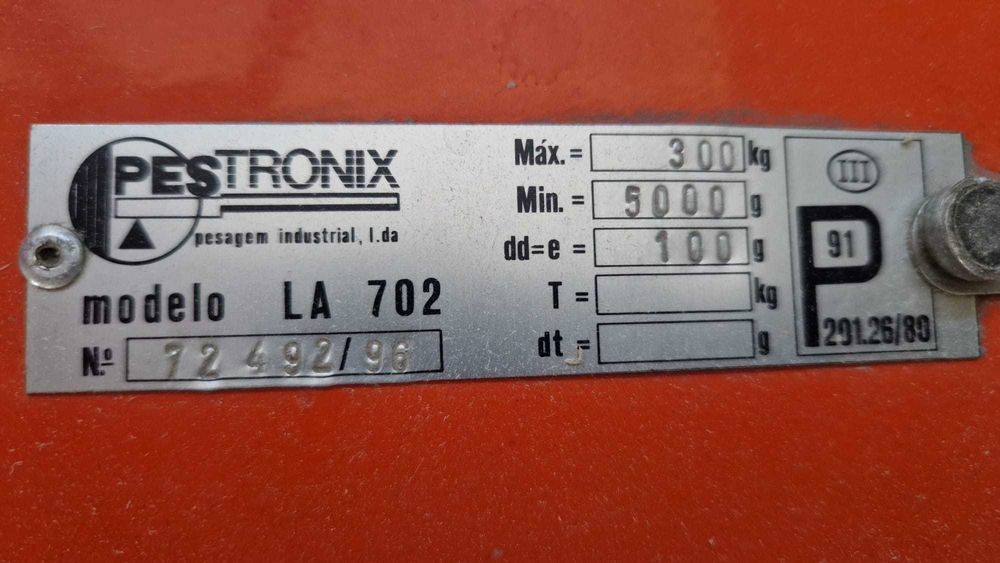 PESTRONIX
pesagem industrial, l.da
modelo LA 702
Nº 72 492/96
Máx. = 300 kg
Min. = 5000 g
dd=e = 100 g
T = kg
dt = g
III
P 91
291.26/80